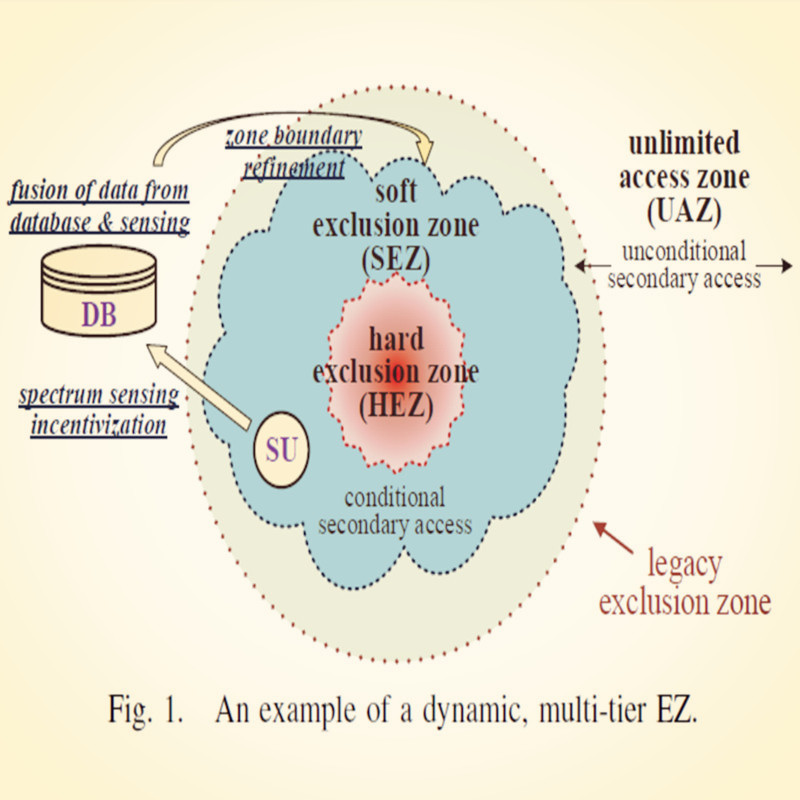 zone boundary
refinement
fusion of data from
database & sensing
DB
spectrum sensing
incentivization
SU
soft
exclusion zone
(SEZ)
hard
exclusion zone
(HEZ)
conditional
secondary access
unlimited
access zone
(UAZ)
unconditional
secondary access
legacy
exclusion zone
Fig. 1. An example of a dynamic, multi-tier EZ.